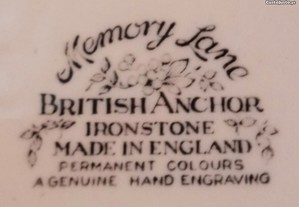 Memory Lane
BRITISH ANCHOR
IRONSTONE
MADE IN ENGLAND
PERMANENT COLOURS
A GENUINE HAND ENGRAVING